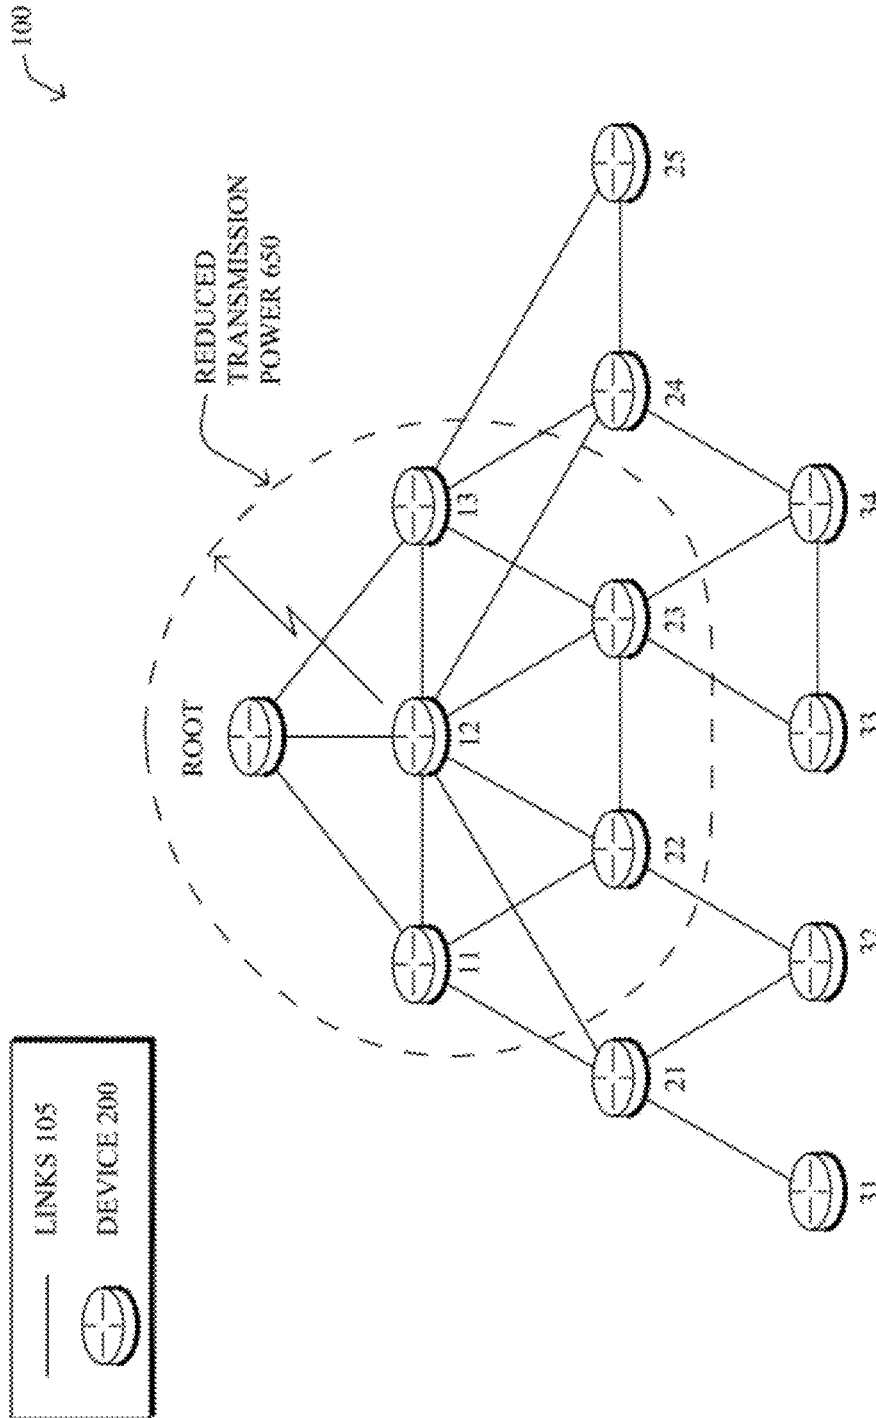 100
LINKS 105
DEVICE 200
REDUCED
TRANSMISSION
POWER 650
ROOT
11
12
13
21
22
23
24
25
31
32
33
34